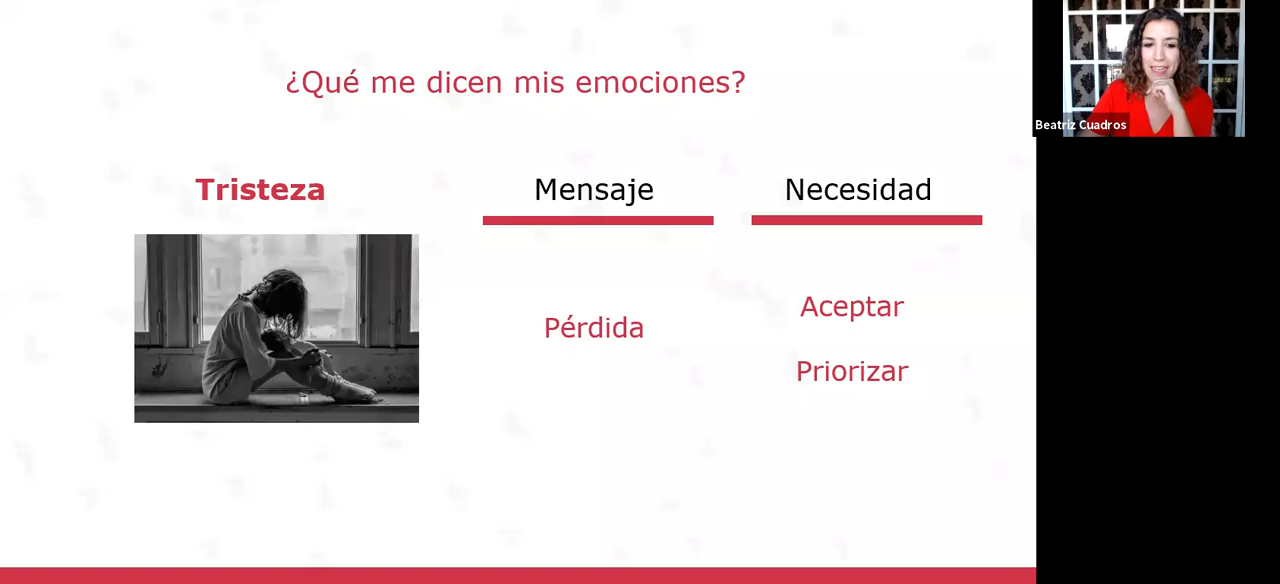 ¿Qué me dicen mis emociones?
Beatriz Cuadros
Tristeza
Mensaje
Necesidad
Pérdida
Aceptar
Priorizar